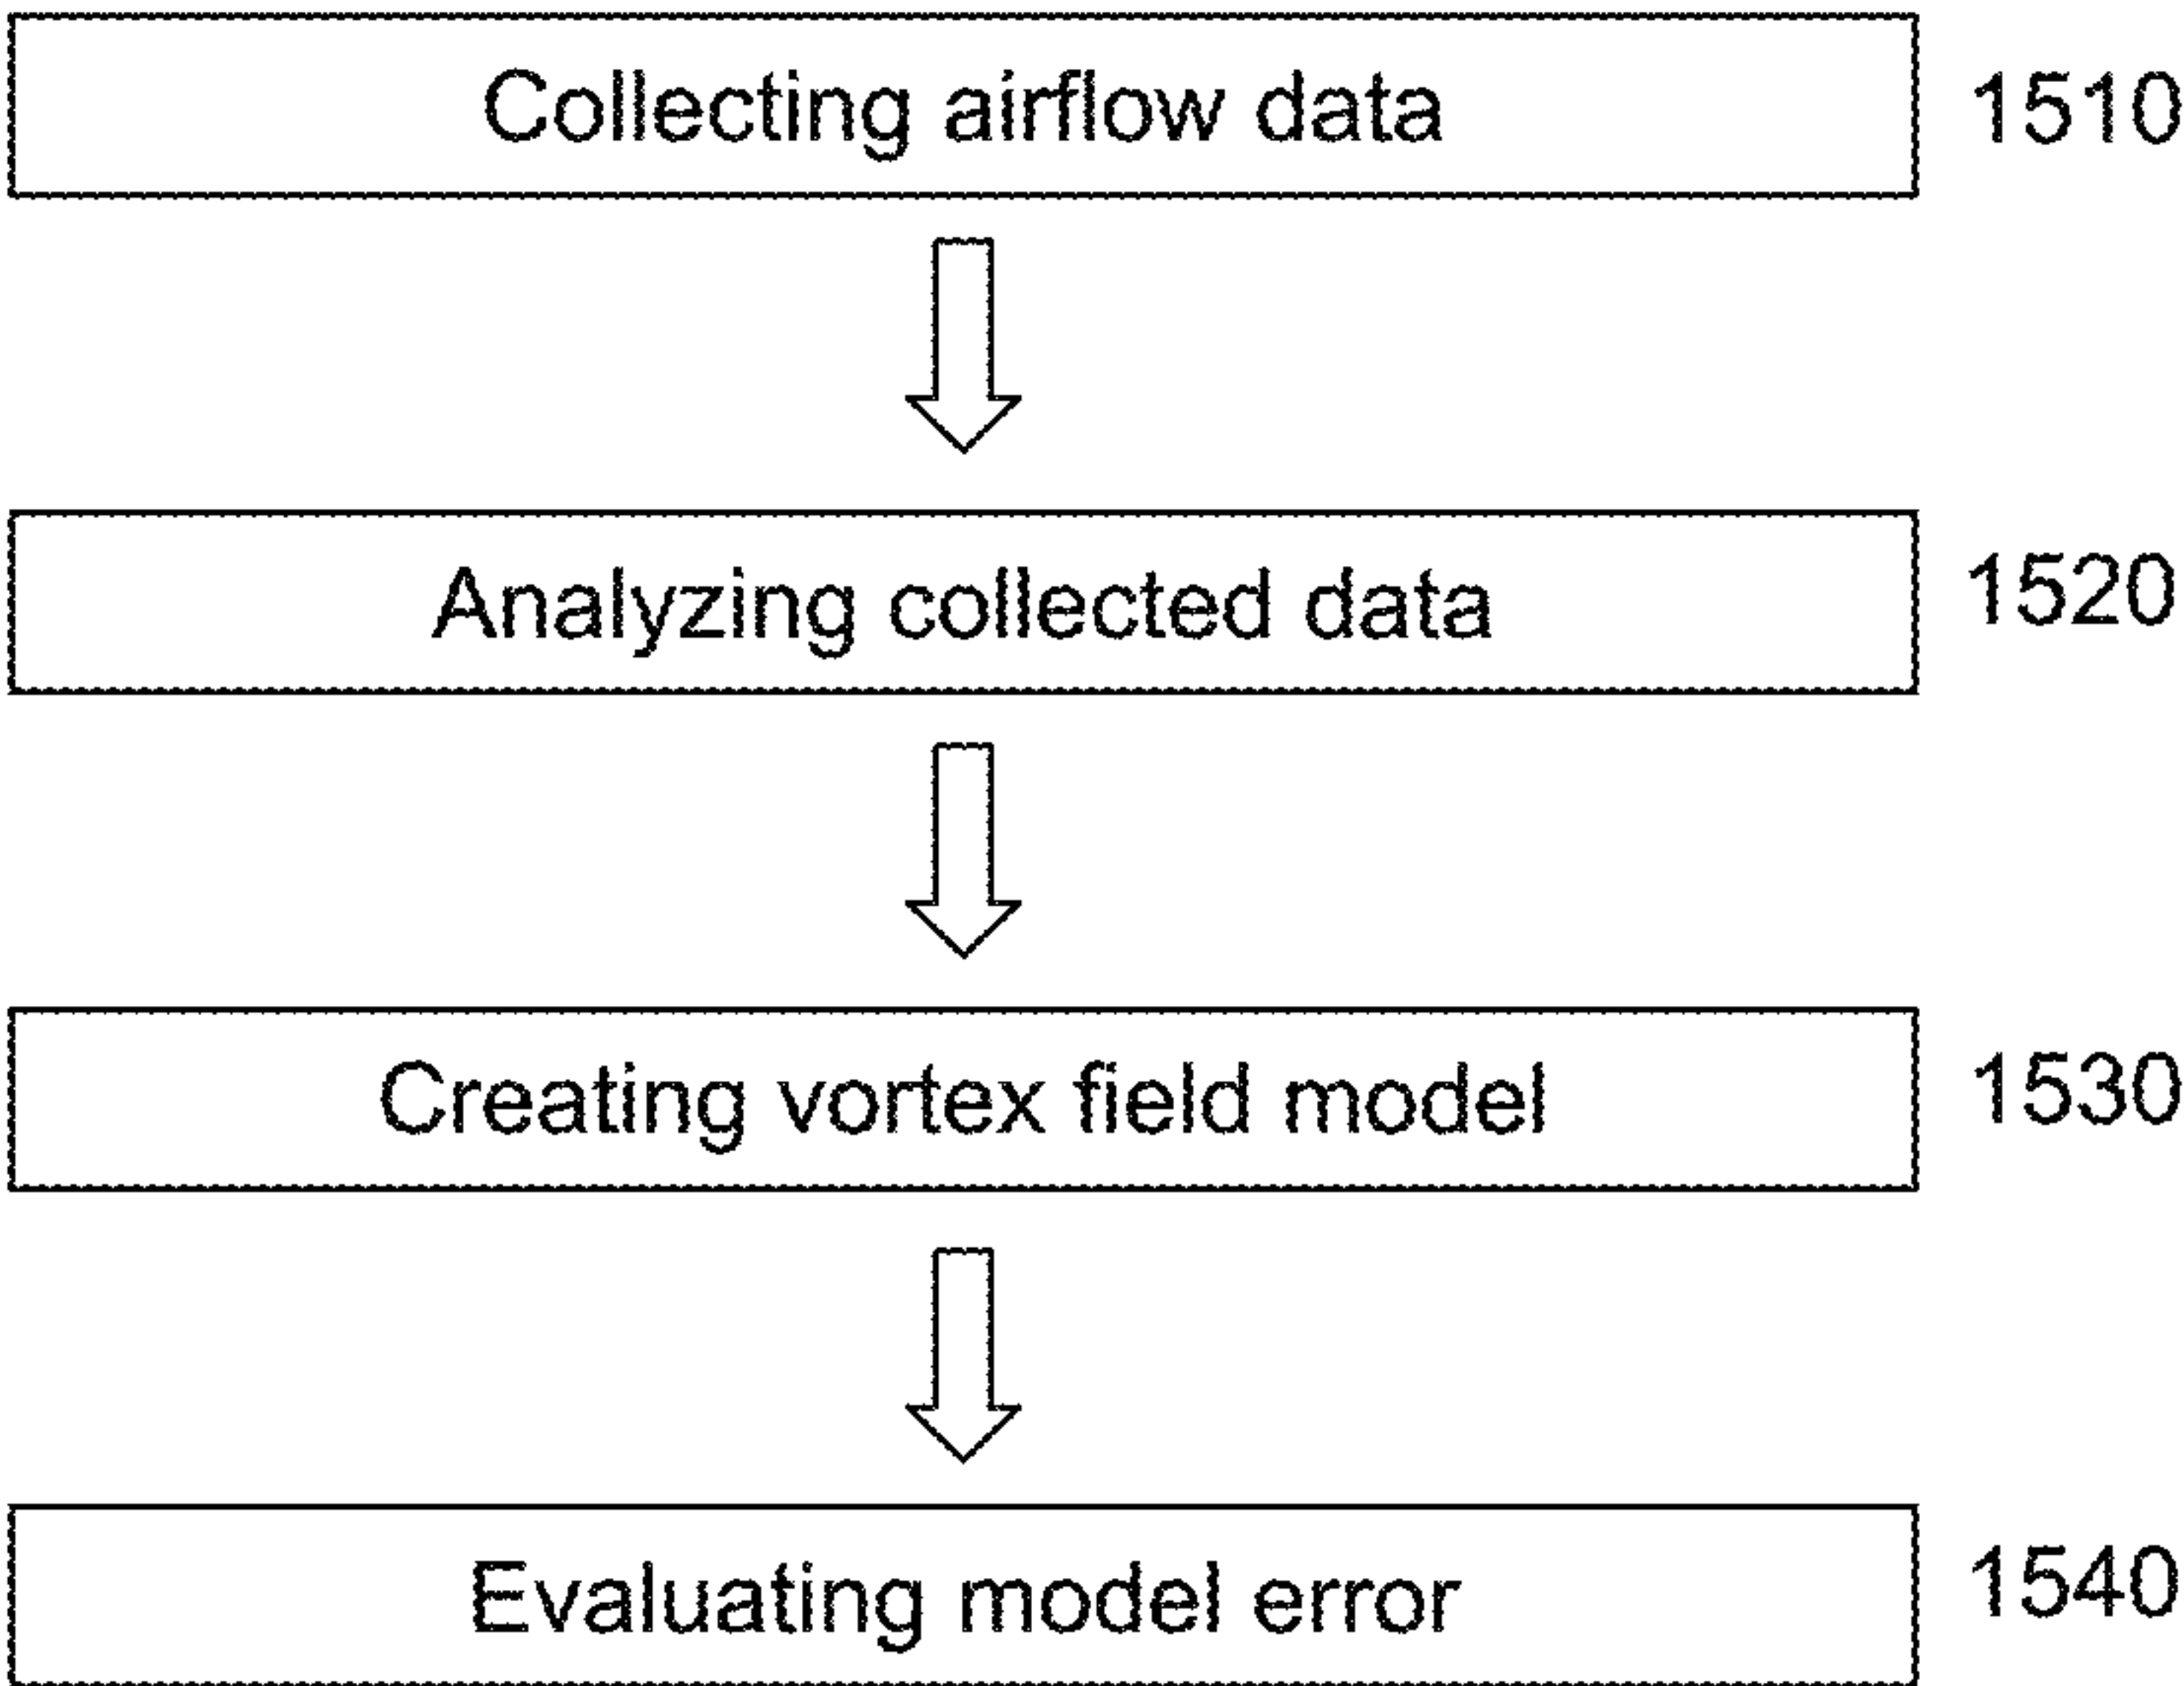 Collecting airflow data 1510
Analyzing collected data 1520
Creating vortex field model 1530
Evaluating model error 1540